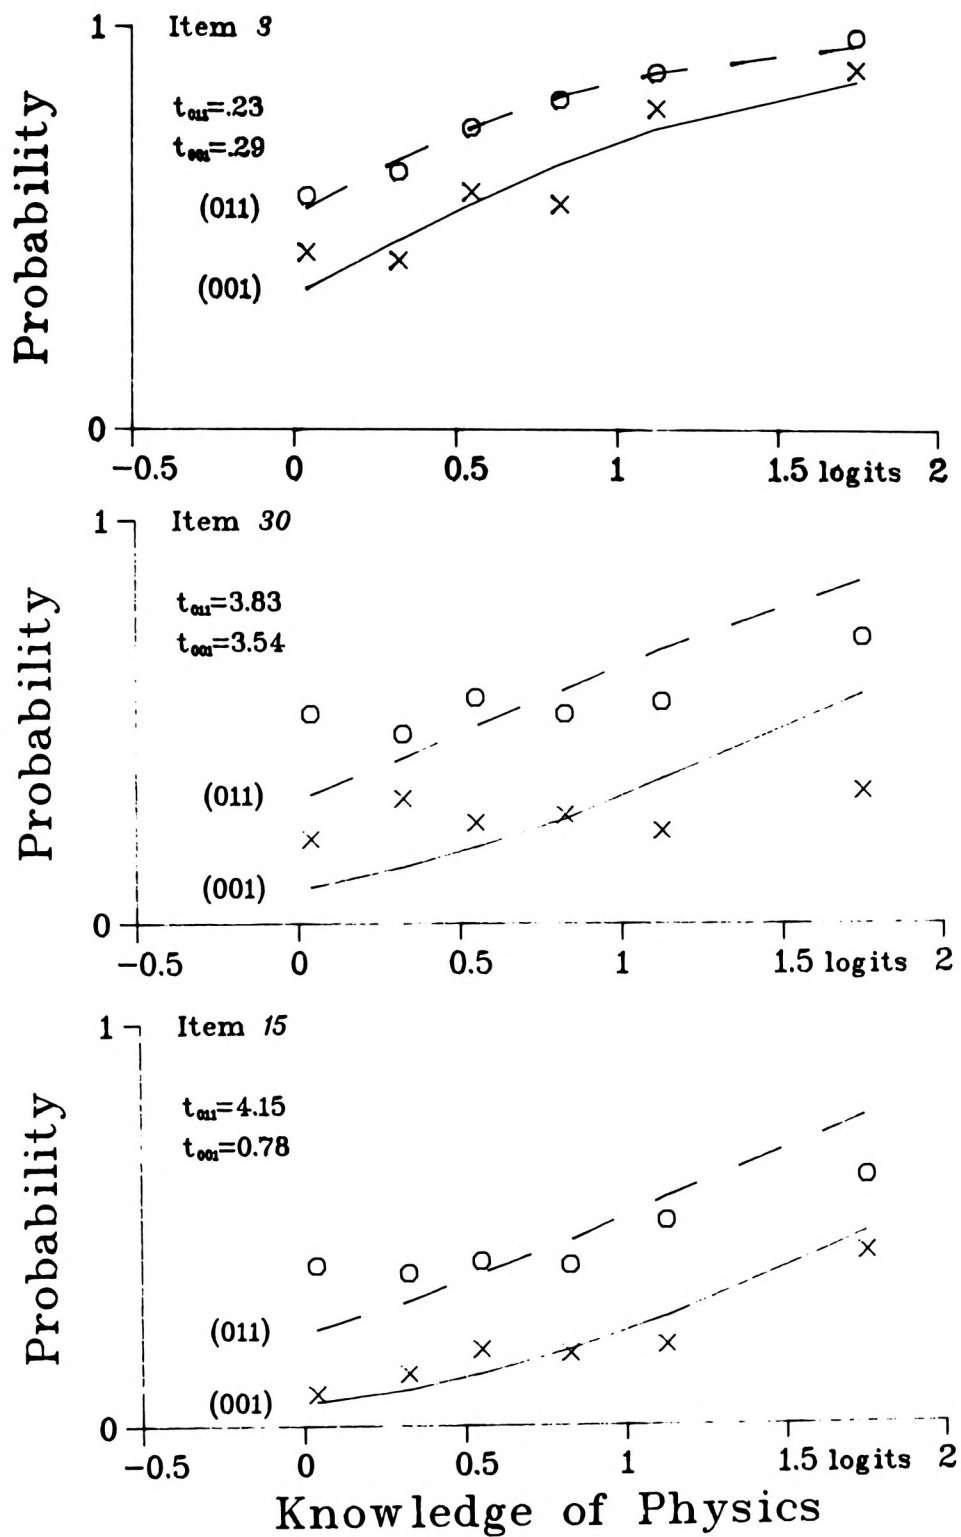 Probability
1
Item 3
t₀₁₁=.23
t₀₀₁=.29
(011)
(001)
0
-0.5 0 0.5 1 1.5 logits 2
Probability
1
Item 30
t₀₁₁=3.83
t₀₀₁=3.54
(011)
(001)
0
-0.5 0 0.5 1 1.5 logits 2
Probability
1
Item 15
t₀₁₁=4.15
t₀₀₁=0.78
(011)
(001)
0
-0.5 0 0.5 1 1.5 logits 2
Knowledge of Physics